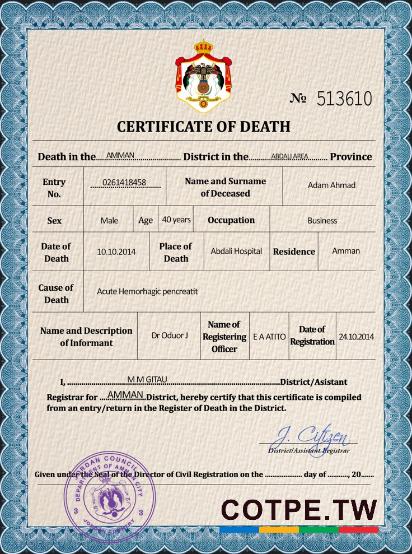 № 513610
CERTIFICATE OF DEATH
Death in the AMMAN District in the ABDALI AREA Province
Entry No. 0261418458 Name and Surname of Deceased Adam Ahmad
Sex Male Age 40 years Occupation Business
Date of Death 10.10.2014 Place of Death Abdali Hospital Residence Amman
Cause of Death Acute Hemorhagic pencreatit
Name and Description of Informant Dr Oduor J Name of Registering Officer E A ATITO Date of Registration 24.10.2014
I, M M GITAU District/Asistant
Registrar for AMMAN District, hereby certify that this certificate is compiled
from an entry/return in the Register of Death in the District.
J. Citizen
District/Assistant Registrar
Given under the Seal of the Director of Civil Registration on the ............... day of ..........., 20......
COTPE.TW